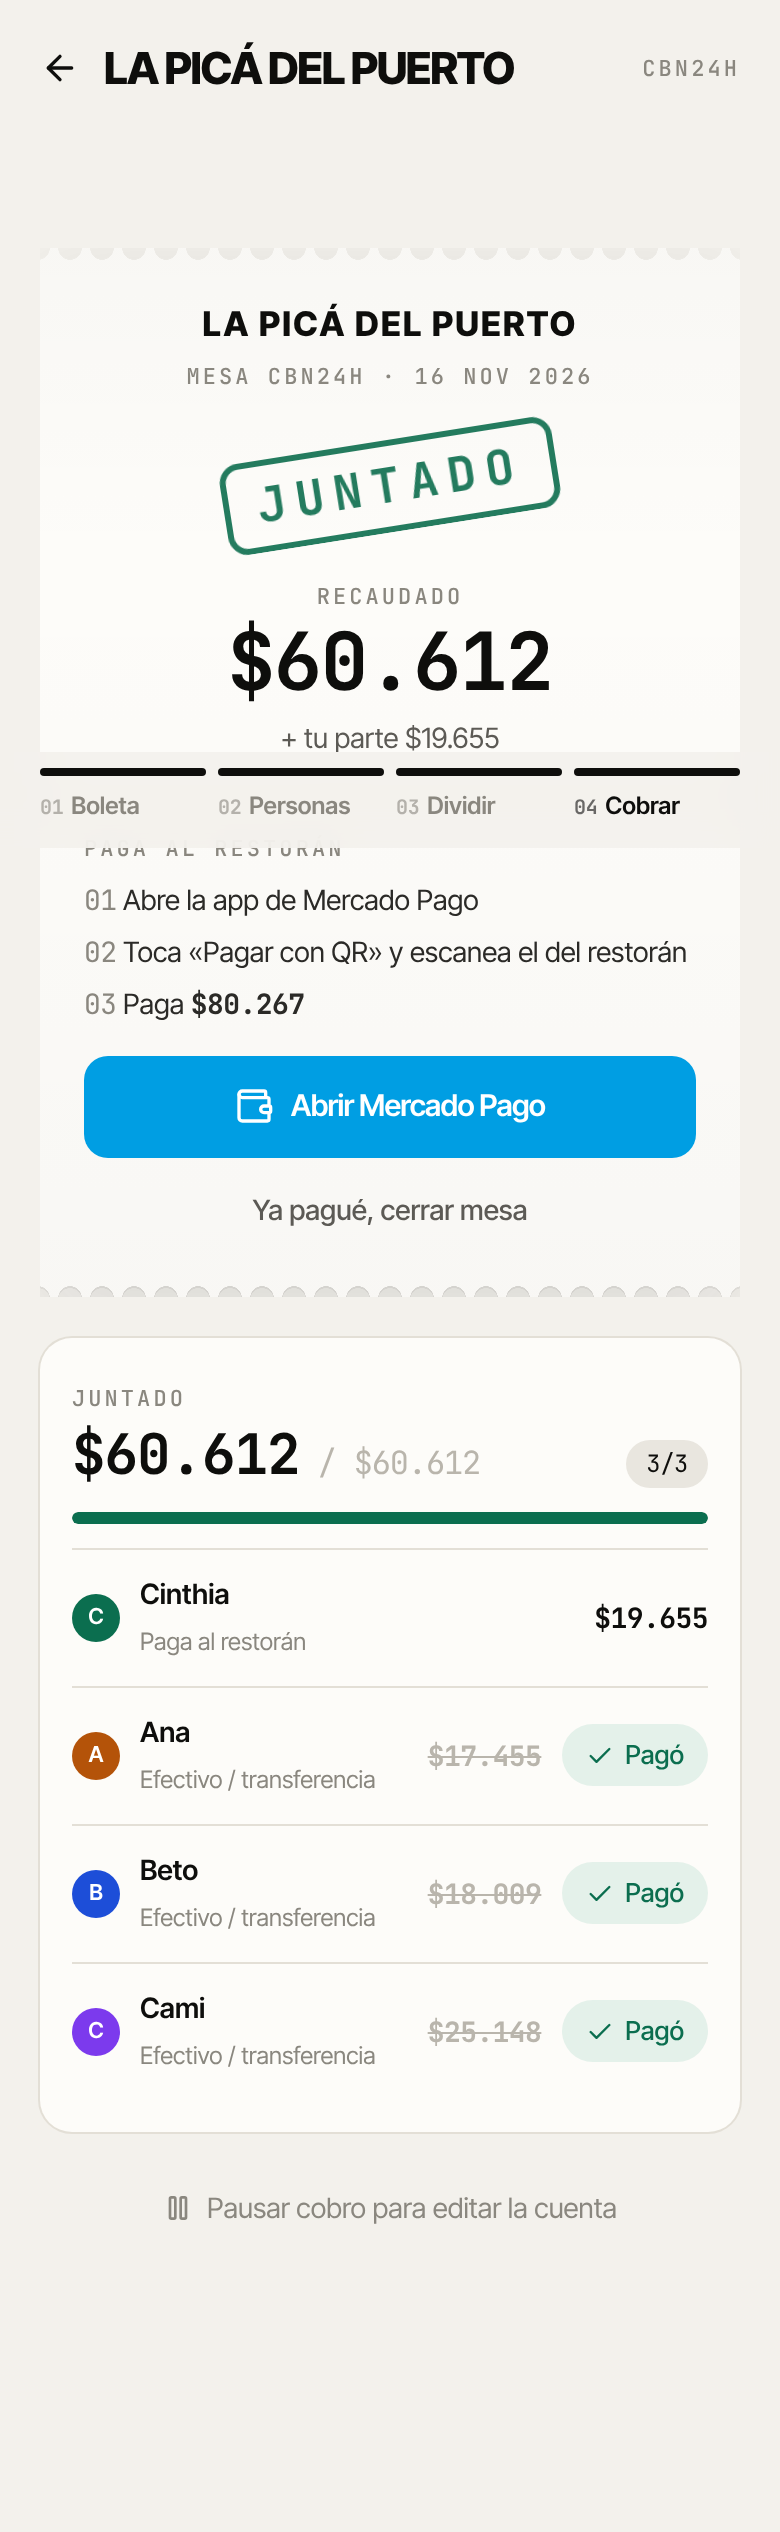 LA PICÁ DEL PUERTO
CBN24H
LA PICÁ DEL PUERTO
MESA CBN24H · 16 NOV 2026
JUNTADO
RECAUDADO
$60.612
+ tu parte $19.655
01 Boleta
02 Personas
03 Dividir
04 Cobrar
PAGA AL RESTORÁN
01 Abre la app de Mercado Pago
02 Toca «Pagar con QR» y escanea el del restorán
03 Paga $80.267
Abrir Mercado Pago
Ya pagué, cerrar mesa
JUNTADO
$60.612 / $60.612
3/3
C
Cinthia
Paga al restorán
$19.655
A
Ana
Efectivo / transferencia
$17.455
Pagó
B
Beto
Efectivo / transferencia
$18.009
Pagó
C
Cami
Efectivo / transferencia
$25.148
Pagó
Pausar cobro para editar la cuenta